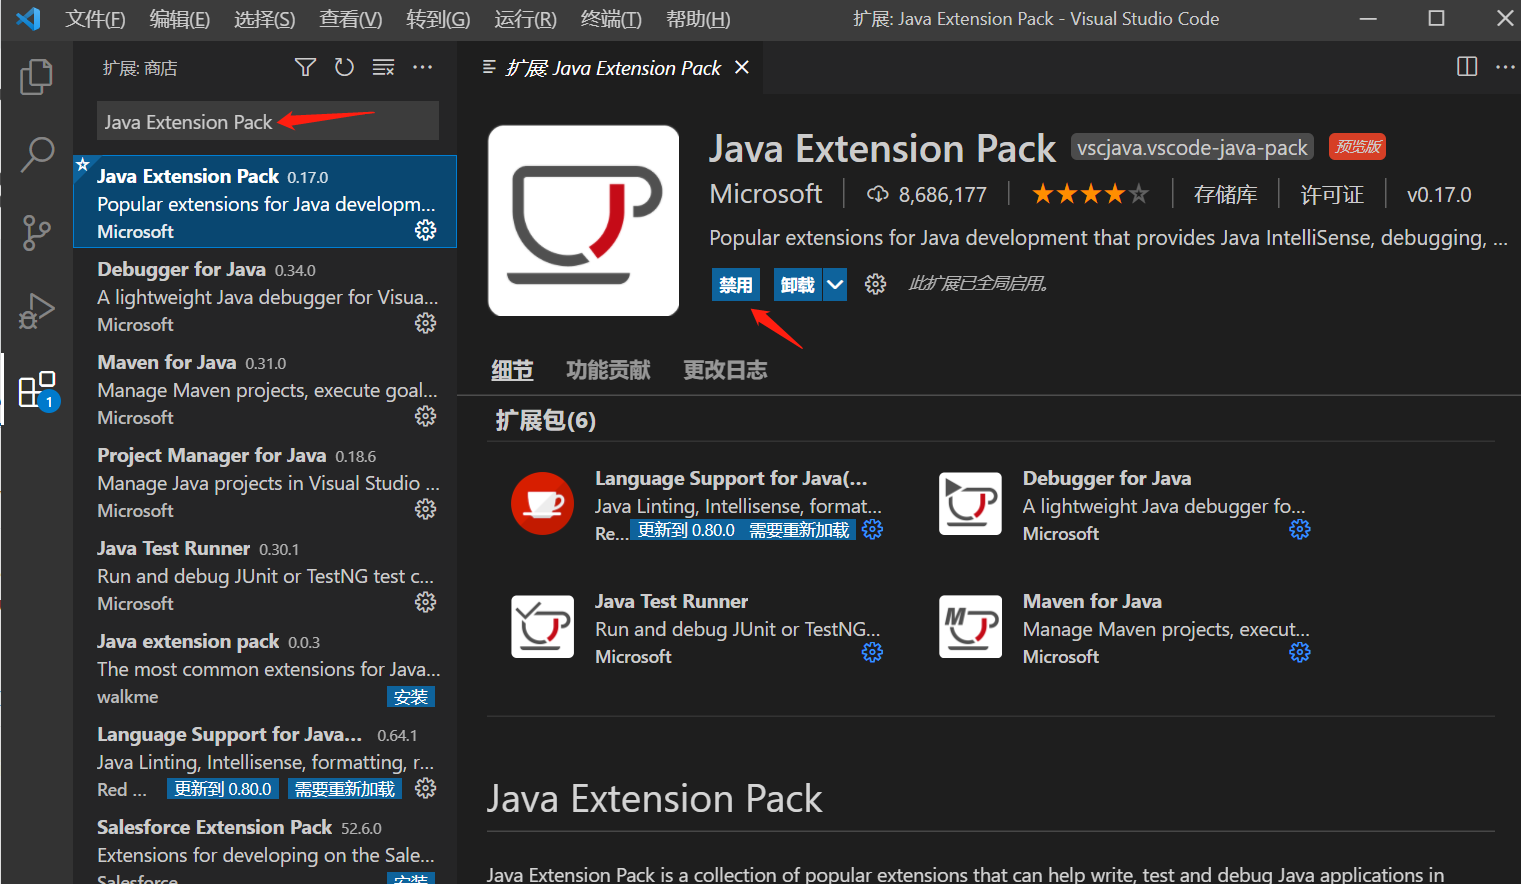 文件(F) 编辑(E) 选择(S) 查看(V) 转到(G) 运行(R) 终端(T) 帮助(H) 扩展: Java Extension Pack - Visual Studio Code
扩展: 商店
扩展: Java Extension Pack
Java Extension Pack
Java Extension Pack 0.17.0
Popular extensions for Java developm...
Microsoft
Debugger for Java 0.34.0
A lightweight Java debugger for Visua...
Microsoft
Maven for Java 0.31.0
Manage Maven projects, execute goal...
Microsoft
1
Project Manager for Java 0.18.6
Manage Java projects in Visual Studio ...
Microsoft
Java Test Runner 0.30.1
Run and debug JUnit or TestNG test c...
Microsoft
Java extension pack 0.0.3
The most common extensions for Java...
walkme 安装
Language Support for Java... 0.64.1
Java Linting, Intellisense, formatting, r...
Red ... 更新到 0.80.0 需要重新加载
Salesforce Extension Pack 52.6.0
Extensions for developing on the Sale...
Salesforce 安装
Java Extension Pack vscjava.vscode-java-pack 预览版
Microsoft 8,686,177 存储库 许可证 v0.17.0
Popular extensions for Java development that provides Java IntelliSense, debugging, ...
禁用 卸载 此扩展已全局启用。
细节 功能贡献 更改日志
扩展包(6)
Language Support for Java(...
Java Linting, Intellisense, format...
Re... 更新到 0.80.0 需要重新加载
Debugger for Java
A lightweight Java debugger fo...
Microsoft
Java Test Runner
Run and debug JUnit or TestNG...
Microsoft
M
Maven for Java
Manage Maven projects, execut...
Microsoft
Java Extension Pack
Java Extension Pack is a collection of popular extensions that can help write, test and debug Java applications in